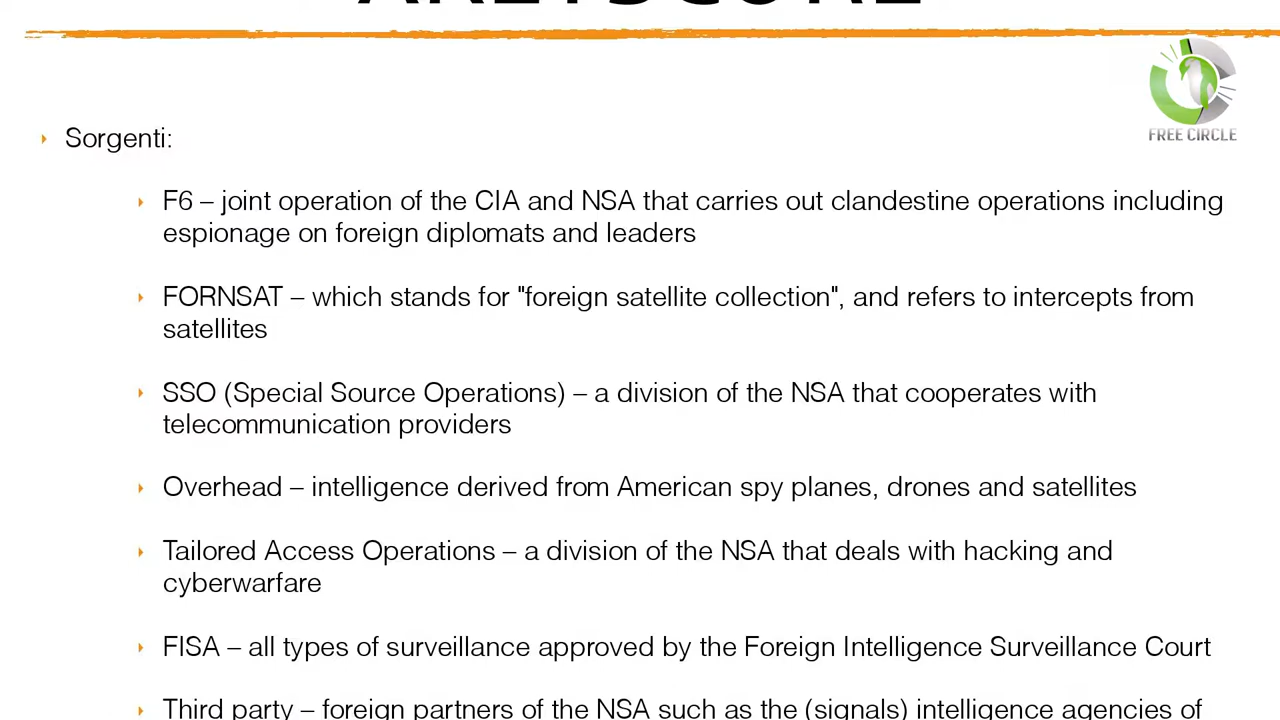 XKEYSCORE
FREE CIRCLE
Sorgenti:
F6 – joint operation of the CIA and NSA that carries out clandestine operations including
espionage on foreign diplomats and leaders
FORNSAT – which stands for "foreign satellite collection", and refers to intercepts from
satellites
SSO (Special Source Operations) – a division of the NSA that cooperates with
telecommunication providers
Overhead – intelligence derived from American spy planes, drones and satellites
Tailored Access Operations – a division of the NSA that deals with hacking and
cyberwarfare
FISA – all types of surveillance approved by the Foreign Intelligence Surveillance Court
Third party – foreign partners of the NSA such as the (signals) intelligence agencies of